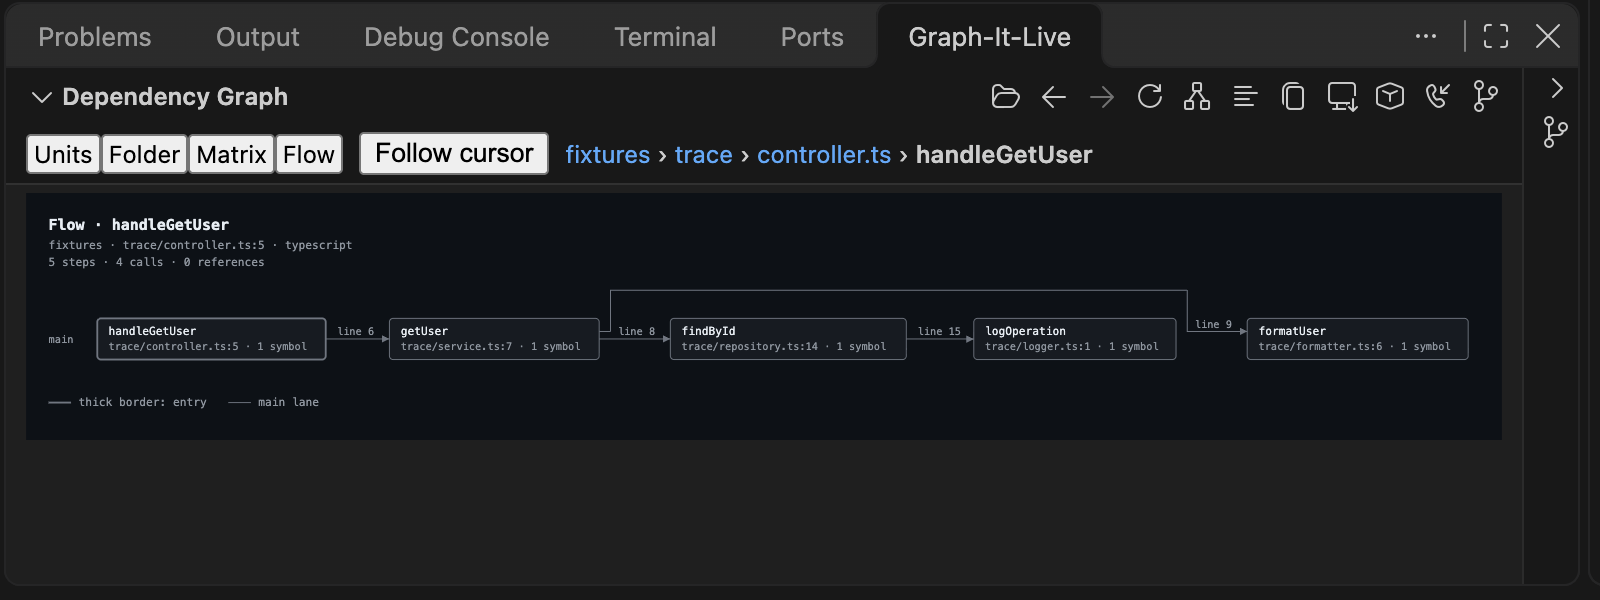 Problems Output Debug Console Terminal Ports Graph-It-Live
Dependency Graph
Units Folder Matrix Flow Follow cursor fixtures › trace › controller.ts › handleGetUser
Flow · handleGetUser
fixtures · trace/controller.ts:5 · typescript
5 steps · 4 calls · 0 references
main
handleGetUser
trace/controller.ts:5 · 1 symbol
line 6
getUser
trace/service.ts:7 · 1 symbol
line 8
findById
trace/repository.ts:14 · 1 symbol
line 15
logOperation
trace/logger.ts:1 · 1 symbol
line 9
formatUser
trace/formatter.ts:6 · 1 symbol
thick border: entry main lane